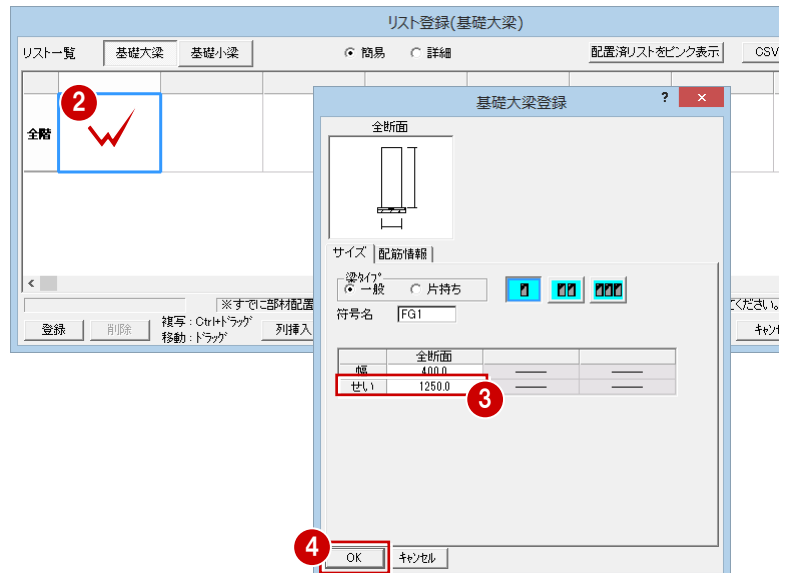 リスト登録(基礎大梁)
リスト一覧 基礎大梁 基礎小梁 簡易 詳細 配置済リストをピンク表示 CSV
2
全階
基礎大梁登録 ? ×
全断面
サイズ 配筋情報
梁タイプ
一般 片持ち
符号名 FG1
全断面
幅 400.0
せい 1250.0
3
<
※すでに部材配置
てください。
登録 削除 複写:Ctrl+ドラッグ 列挿入
移動:ドラッグ
4
OK キャンセル